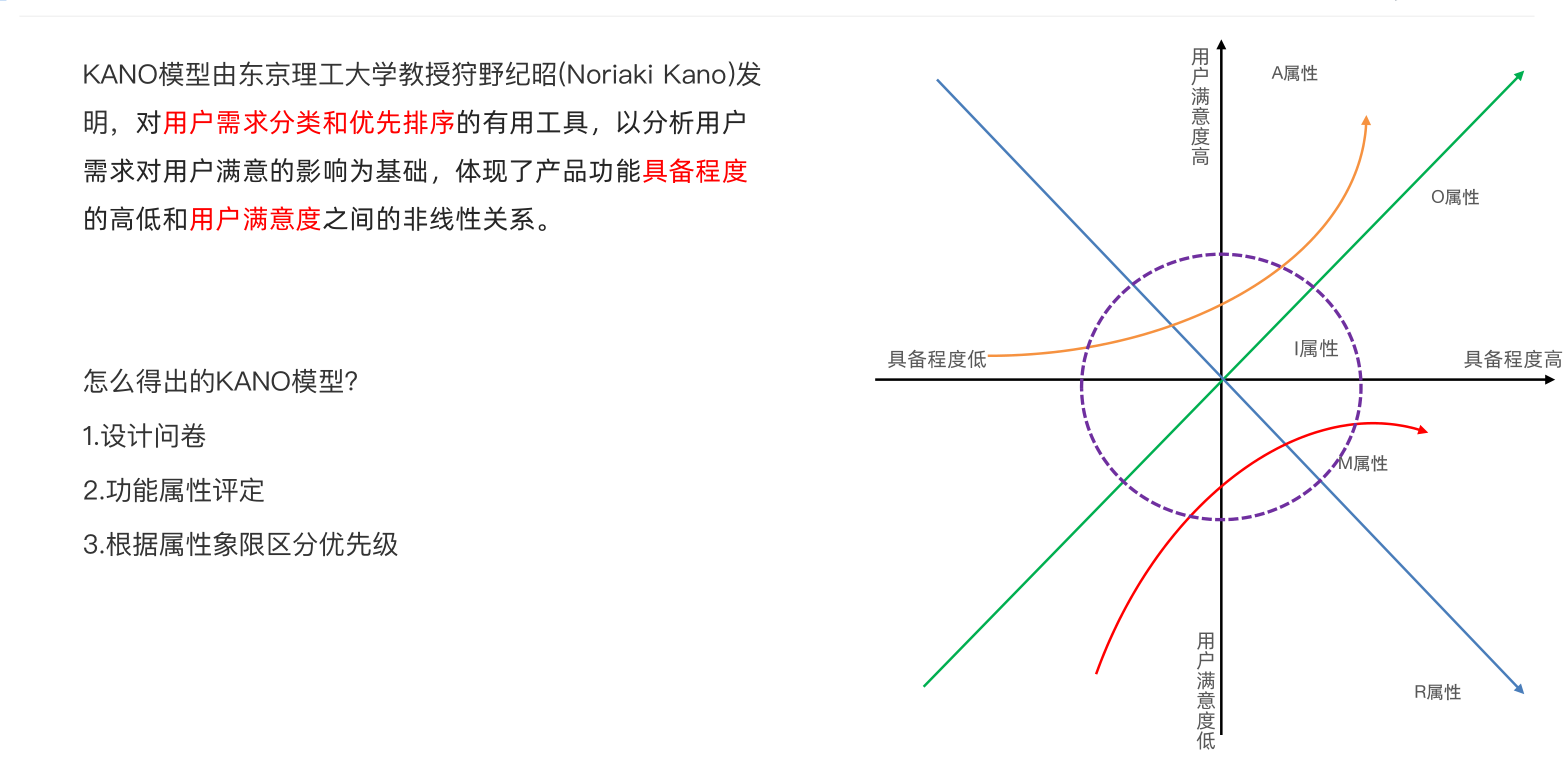 KANO模型由东京理工大学教授狩野纪昭(Noriaki Kano)发
明，对用户需求分类和优先排序的有用工具，以分析用户
需求对用户满意的影响为基础，体现了产品功能具备程度
的高低和用户满意度之间的非线性关系。
怎么得出的KANO模型？
1.设计问卷
2.功能属性评定
3.根据属性象限区分优先级
用户满意度高
A属性
O属性
I属性
具备程度低
具备程度高
M属性
R属性
用户满意度低